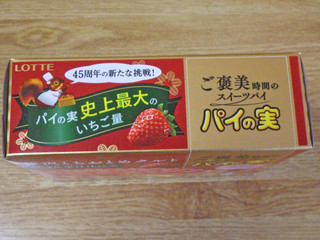 LOTTE
45周年の新たな挑戦!
パイの実
史上最大の
いちご量
ご褒美時間の
スイーツパイ
パイの実